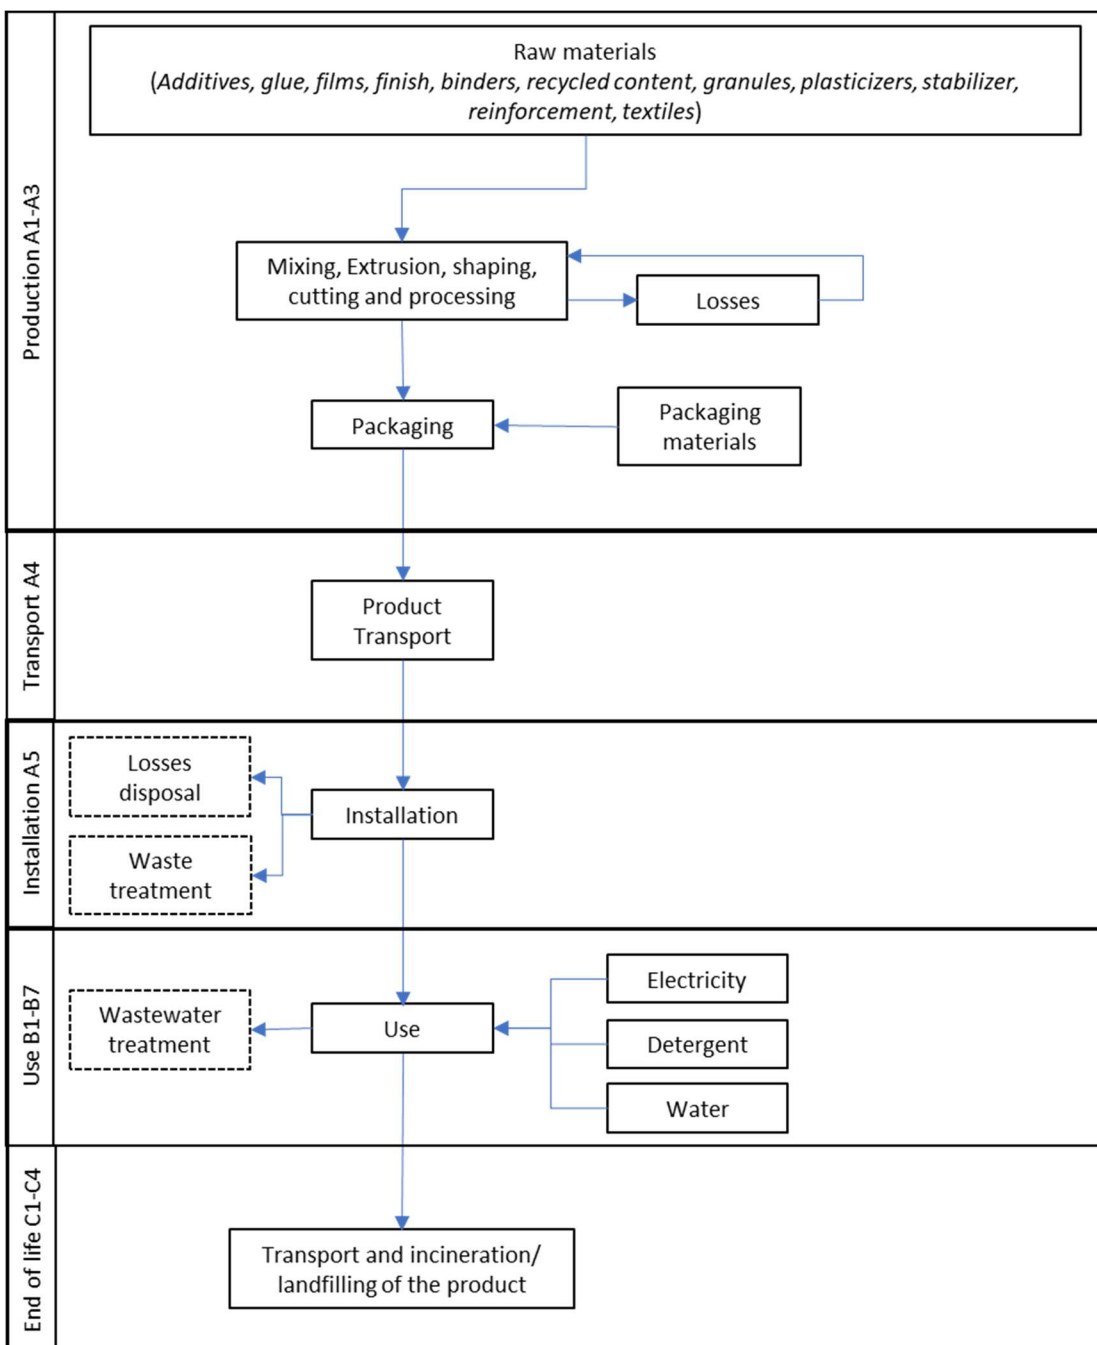 Production A1-A3
Raw materials
(Additives, glue, films, finish, binders, recycled content, granules, plasticizers, stabilizer,
reinforcement, textiles)
Mixing, Extrusion, shaping,
cutting and processing
Losses
Packaging
Packaging
materials
Transport A4
Product
Transport
Installation A5
Losses
disposal
Installation
Waste
treatment
Use B1-B7
Wastewater
treatment
Use
Electricity
Detergent
Water
End of life C1-C4
Transport and incineration/
landfilling of the product